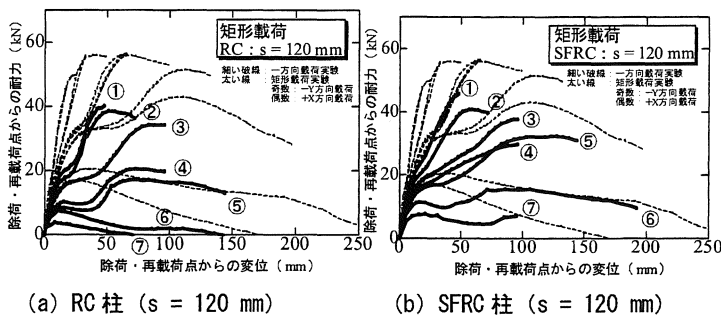 除荷・再載荷点からの耐力 (kN)
60
40
20
0
矩形載荷
RC : s = 120 mm
細い破線 : 一方向載荷実験
太い線 : 矩形載荷実験
奇数 : −Y方向載荷
偶数 : +X方向載荷
①
②
③
④
⑤
⑥
⑦
0 50 100 150 200 250
除荷・再載荷点からの変位 (mm)
(a) RC 柱 (s = 120 mm)
除荷・再載荷点からの耐力 (kN)
60
40
20
0
矩形載荷
SFRC : s = 120 mm
細い破線 : 一方向載荷実験
太い線 : 矩形載荷実験
奇数 : −Y方向載荷
偶数 : +X方向載荷
①
②
③
④
⑤
⑥
⑦
0 50 100 150 200 250
除荷・再載荷点からの変位 (mm)
(b) SFRC 柱 (s = 120 mm)